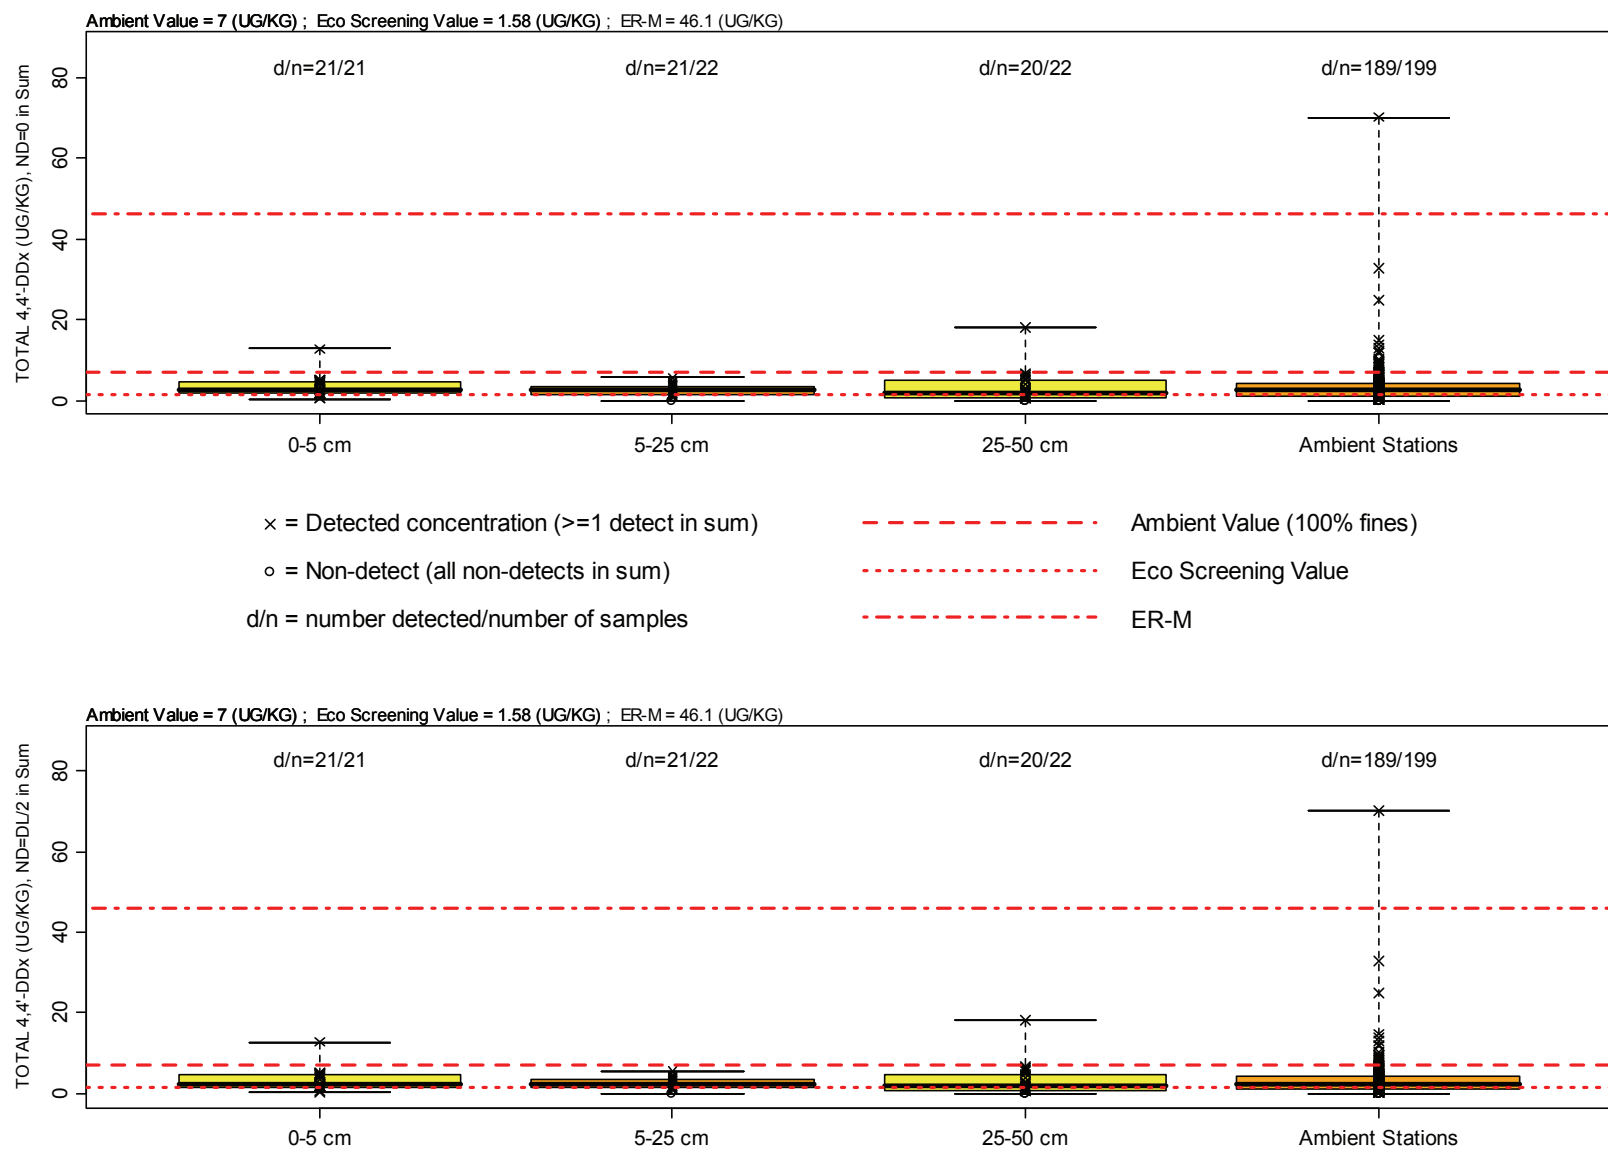 Ambient Value = 7 (UG/KG) ; Eco Screening Value = 1.58 (UG/KG) ; ER-M = 46.1 (UG/KG)
TOTAL 4,4'-DDx (UG/KG), ND=0 in Sum
80
60
40
20
0
d/n=21/21 d/n=21/22 d/n=20/22 d/n=189/199
0-5 cm 5-25 cm 25-50 cm Ambient Stations
× = Detected concentration (>=1 detect in sum)
o = Non-detect (all non-detects in sum)
d/n = number detected/number of samples
Ambient Value (100% fines)
Eco Screening Value
ER-M
Ambient Value = 7 (UG/KG) ; Eco Screening Value = 1.58 (UG/KG) ; ER-M = 46.1 (UG/KG)
TOTAL 4,4'-DDx (UG/KG), ND=DL/2 in Sum
80
60
40
20
0
d/n=21/21 d/n=21/22 d/n=20/22 d/n=189/199
0-5 cm 5-25 cm 25-50 cm Ambient Stations